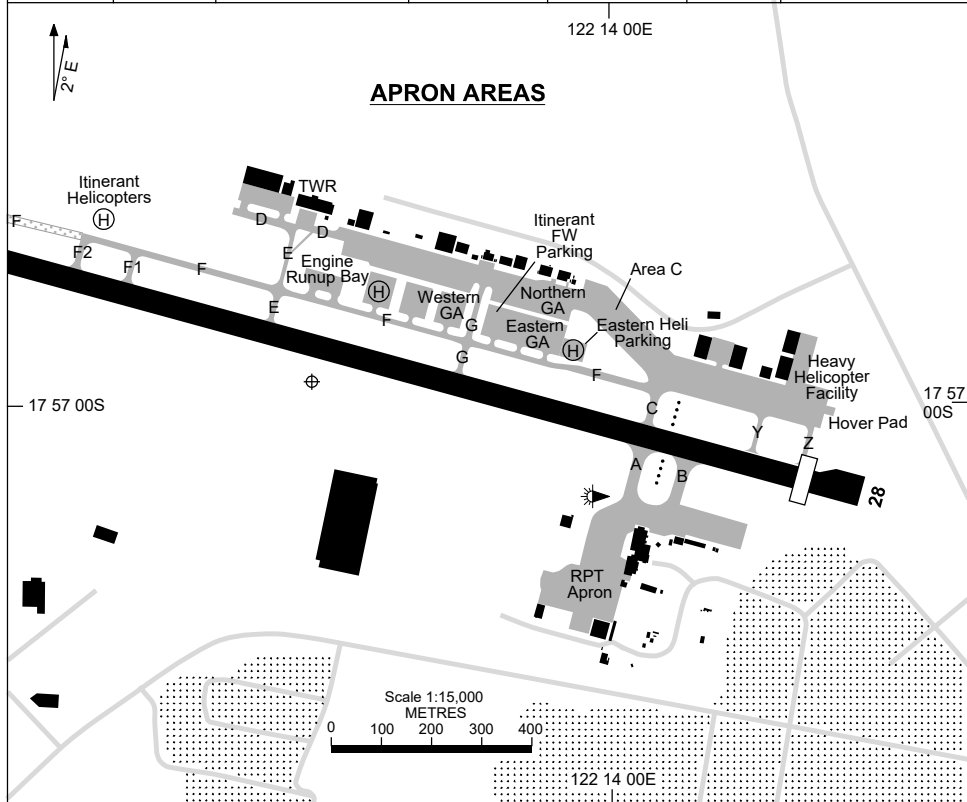 122 14 00E
2° E
APRON AREAS
Itinerant
Helicopters
H
TWR
D
D
Itinerant
FW
Parking
F
F2
F1
F
E
Engine
Runup Bay
H
Area C
Western
GA
Northern
GA
G
E
F
Eastern
GA
Eastern Heli
Parking
H
G
F
Heavy
Helicopter
Facility
17 57 00S
17 57
00S
C
Hover Pad
Y
Z
A
B
28
RPT
Apron
Scale 1:15,000
METRES
0 100 200 300 400
122 14 00E